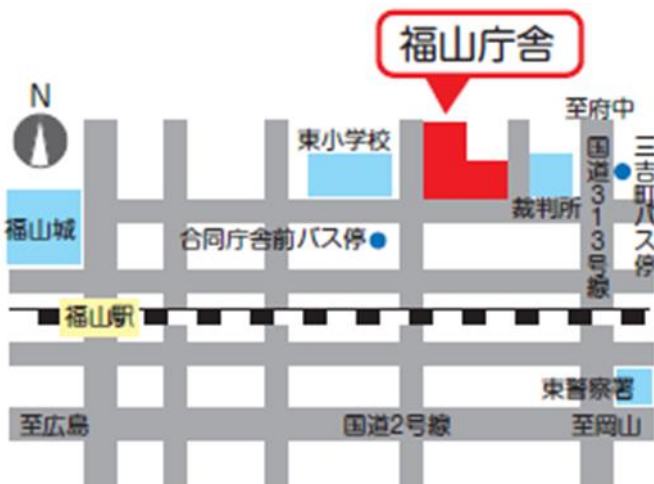 福山庁舎
N
至府中
東小学校
国道313号線
三吉町バス停
裁判所
福山城
合同庁舎前バス停
福山駅
東警察署
至広島
国道2号線
至岡山